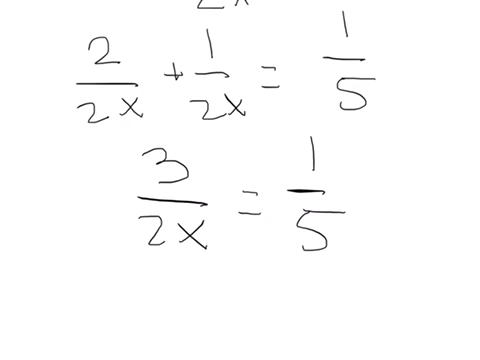 2/2x + 1/2x = 1/5
3/2x = 1/5